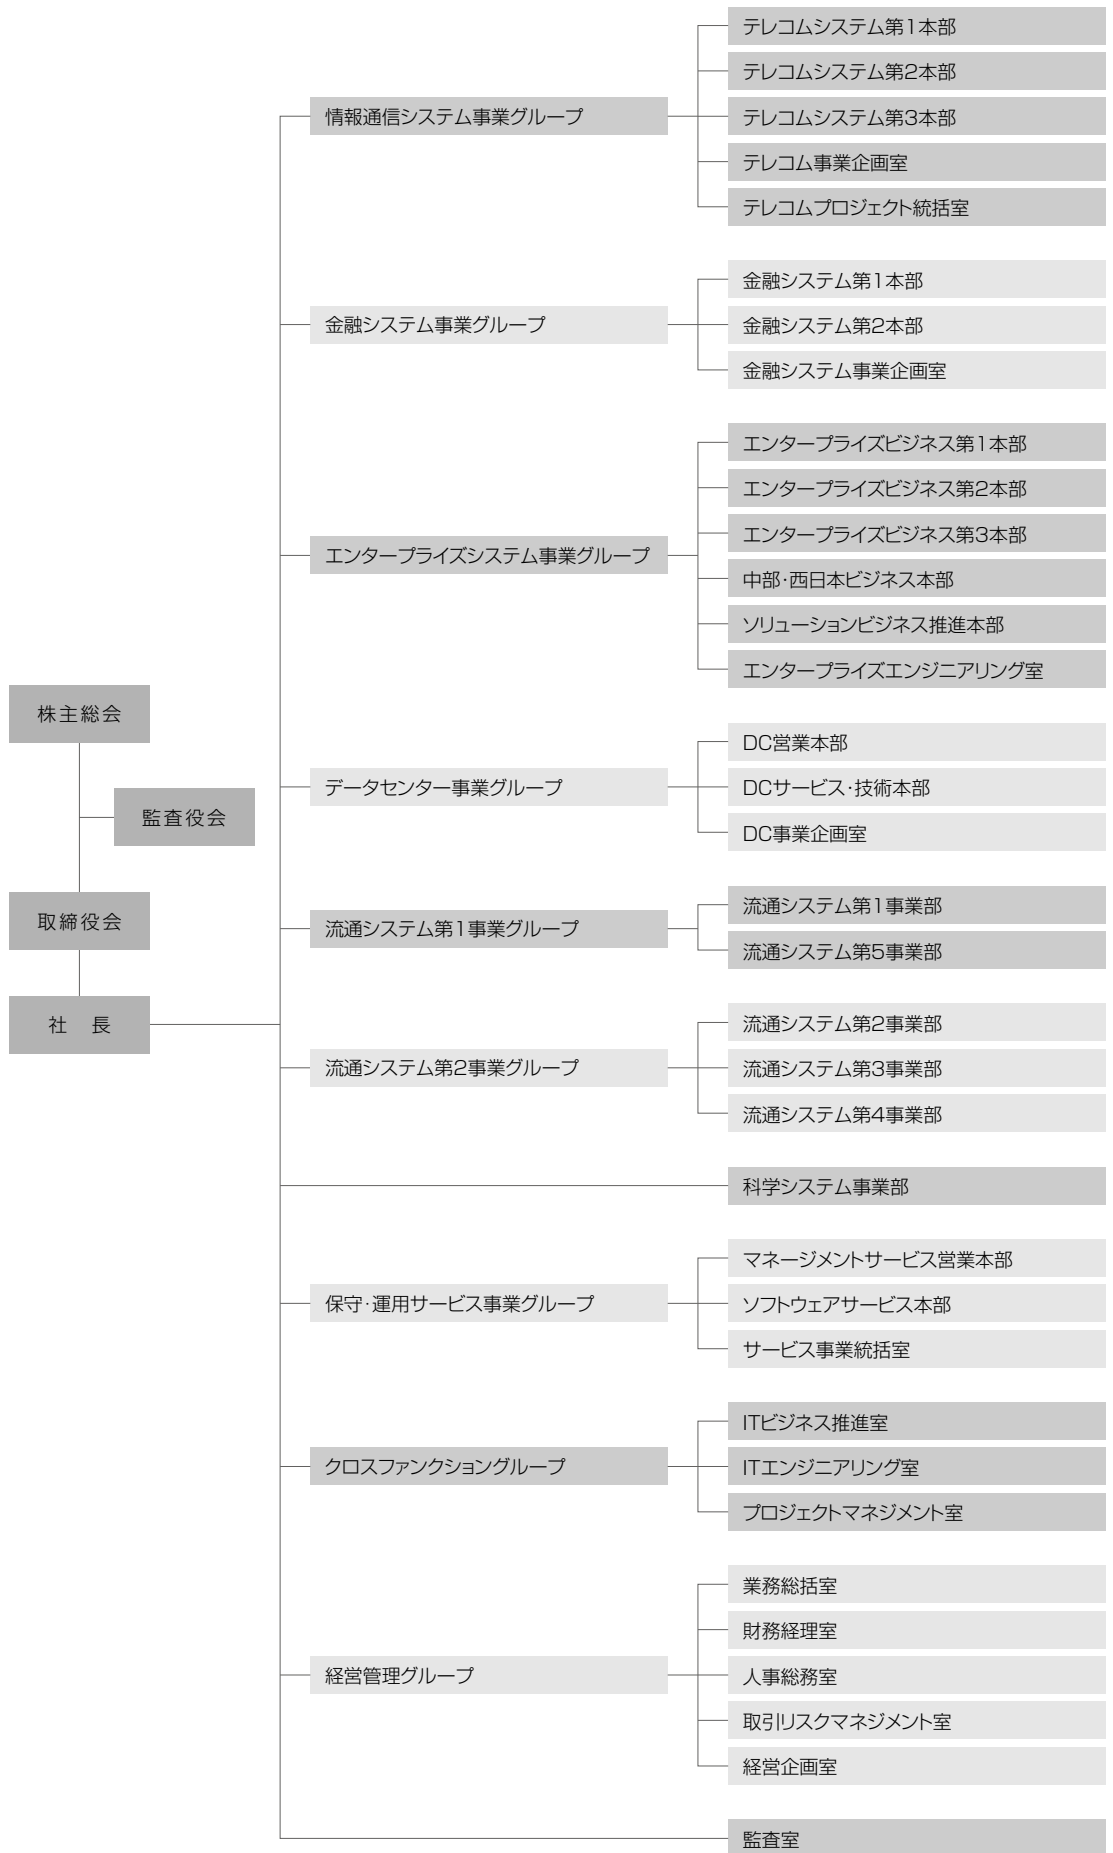 株主総会
監査役会
取締役会
社　長
情報通信システム事業グループ
テレコムシステム第1本部
テレコムシステム第2本部
テレコムシステム第3本部
テレコム事業企画室
テレコムプロジェクト統括室
金融システム事業グループ
金融システム第1本部
金融システム第2本部
金融システム事業企画室
エンタープライズシステム事業グループ
エンタープライズビジネス第1本部
エンタープライズビジネス第2本部
エンタープライズビジネス第3本部
中部･西日本ビジネス本部
ソリューションビジネス推進本部
エンタープライズエンジニアリング室
データセンター事業グループ
DC営業本部
DCサービス･技術本部
DC事業企画室
流通システム第1事業グループ
流通システム第1事業部
流通システム第5事業部
流通システム第2事業グループ
流通システム第2事業部
流通システム第3事業部
流通システム第4事業部
科学システム事業部
保守･運用サービス事業グループ
マネージメントサービス営業本部
ソフトウェアサービス本部
サービス事業統括室
クロスファンクショングループ
ITビジネス推進室
ITエンジニアリング室
プロジェクトマネジメント室
経営管理グループ
業務総括室
財務経理室
人事総務室
取引リスクマネジメント室
経営企画室
監査室